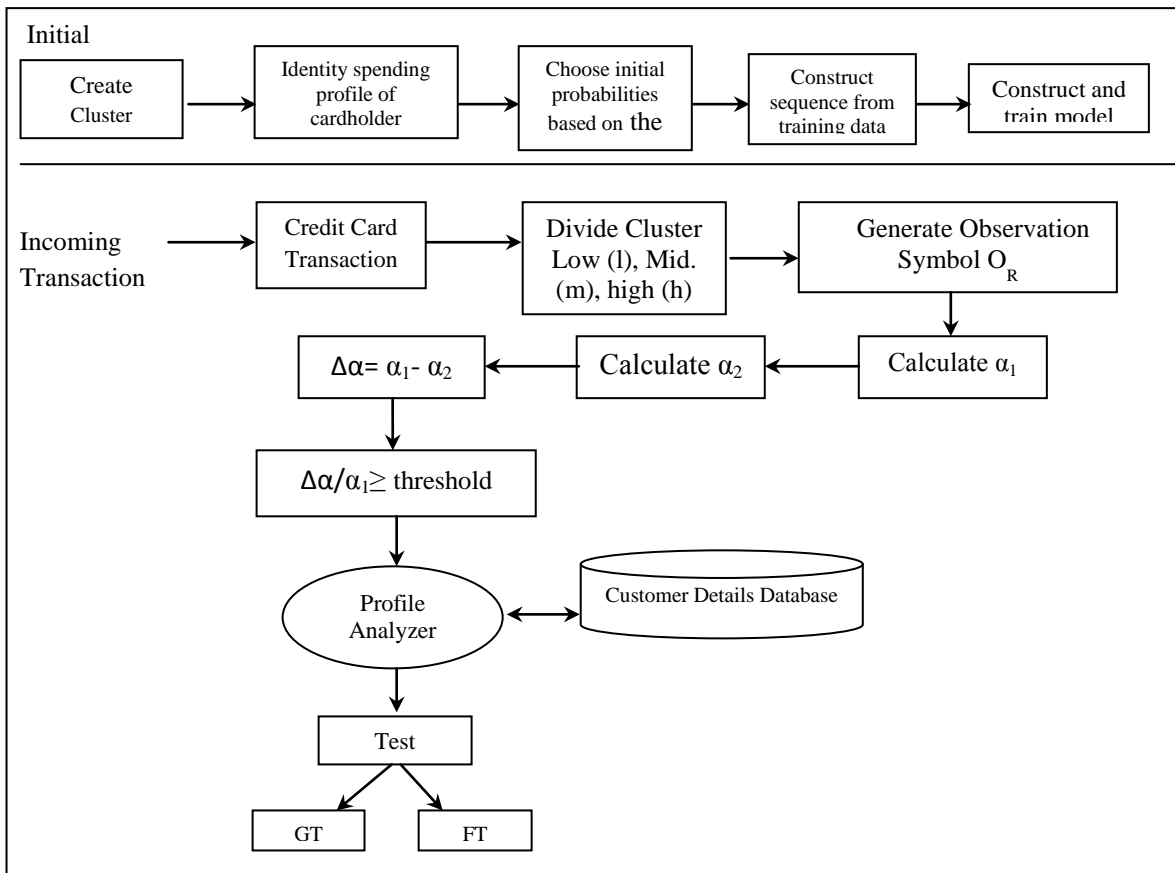 Initial
Create
Cluster
Identity spending
profile of
cardholder
Choose initial
probabilities
based on the
Construct
sequence from
training data
Construct and
train model
Incoming
Transaction
Credit Card
Transaction
Divide Cluster
Low (l), Mid.
(m), high (h)
Generate Observation
Symbol O_R
Calculate α₁
Calculate α₂
Δα= α₁- α₂
Δα/α₁≥ threshold
Profile
Analyzer
Customer Details Database
Test
GT
FT